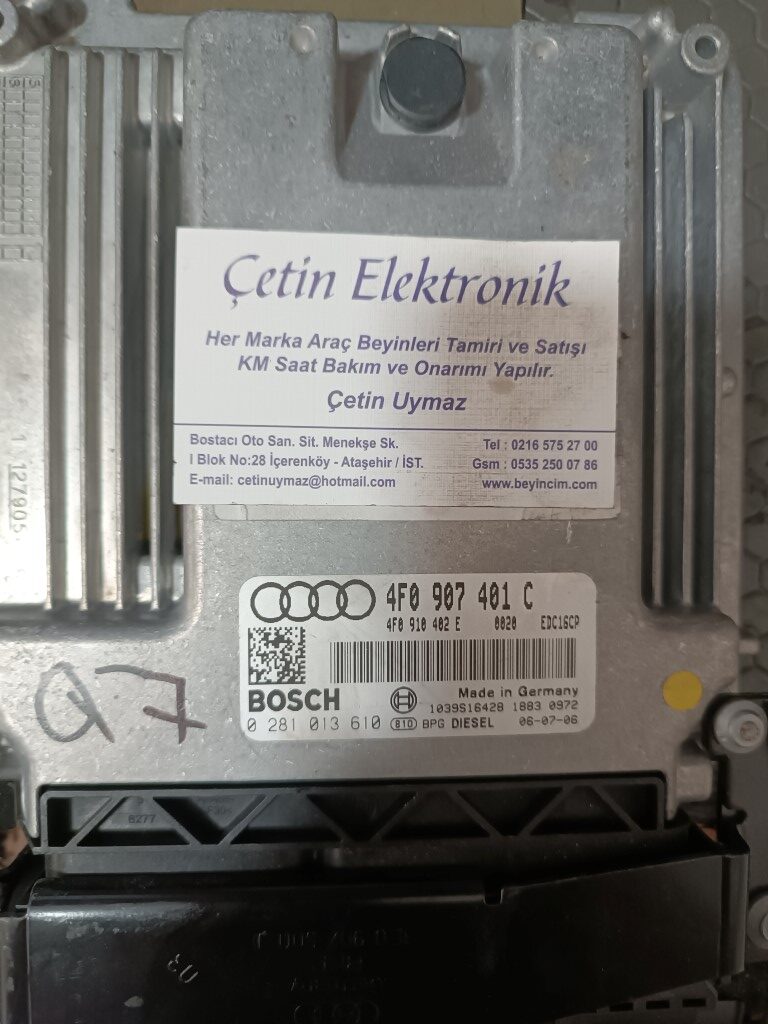 Çetin Elektronik
Her Marka Araç Beyinleri Tamiri ve Satışı
KM Saat Bakım ve Onarımı Yapılır.
Çetin Uymaz
Bostacı Oto San. Sit. Menekşe Sk.
I Blok No:28 İçerenköy - Ataşehir / İST.
E-mail: cetinuymaz@hotmail.com
Tel : 0216 575 27 00
Gsm : 0535 250 07 86
www.beyincim.com
127905
4F0 907 401 C
4F0 910 402 E 0020 EDC16CP
BOSCH
Made in Germany
1039S16428 1883 0972
0 281 013 610 810 BPG DIESEL 06-07-06
Q7
8277